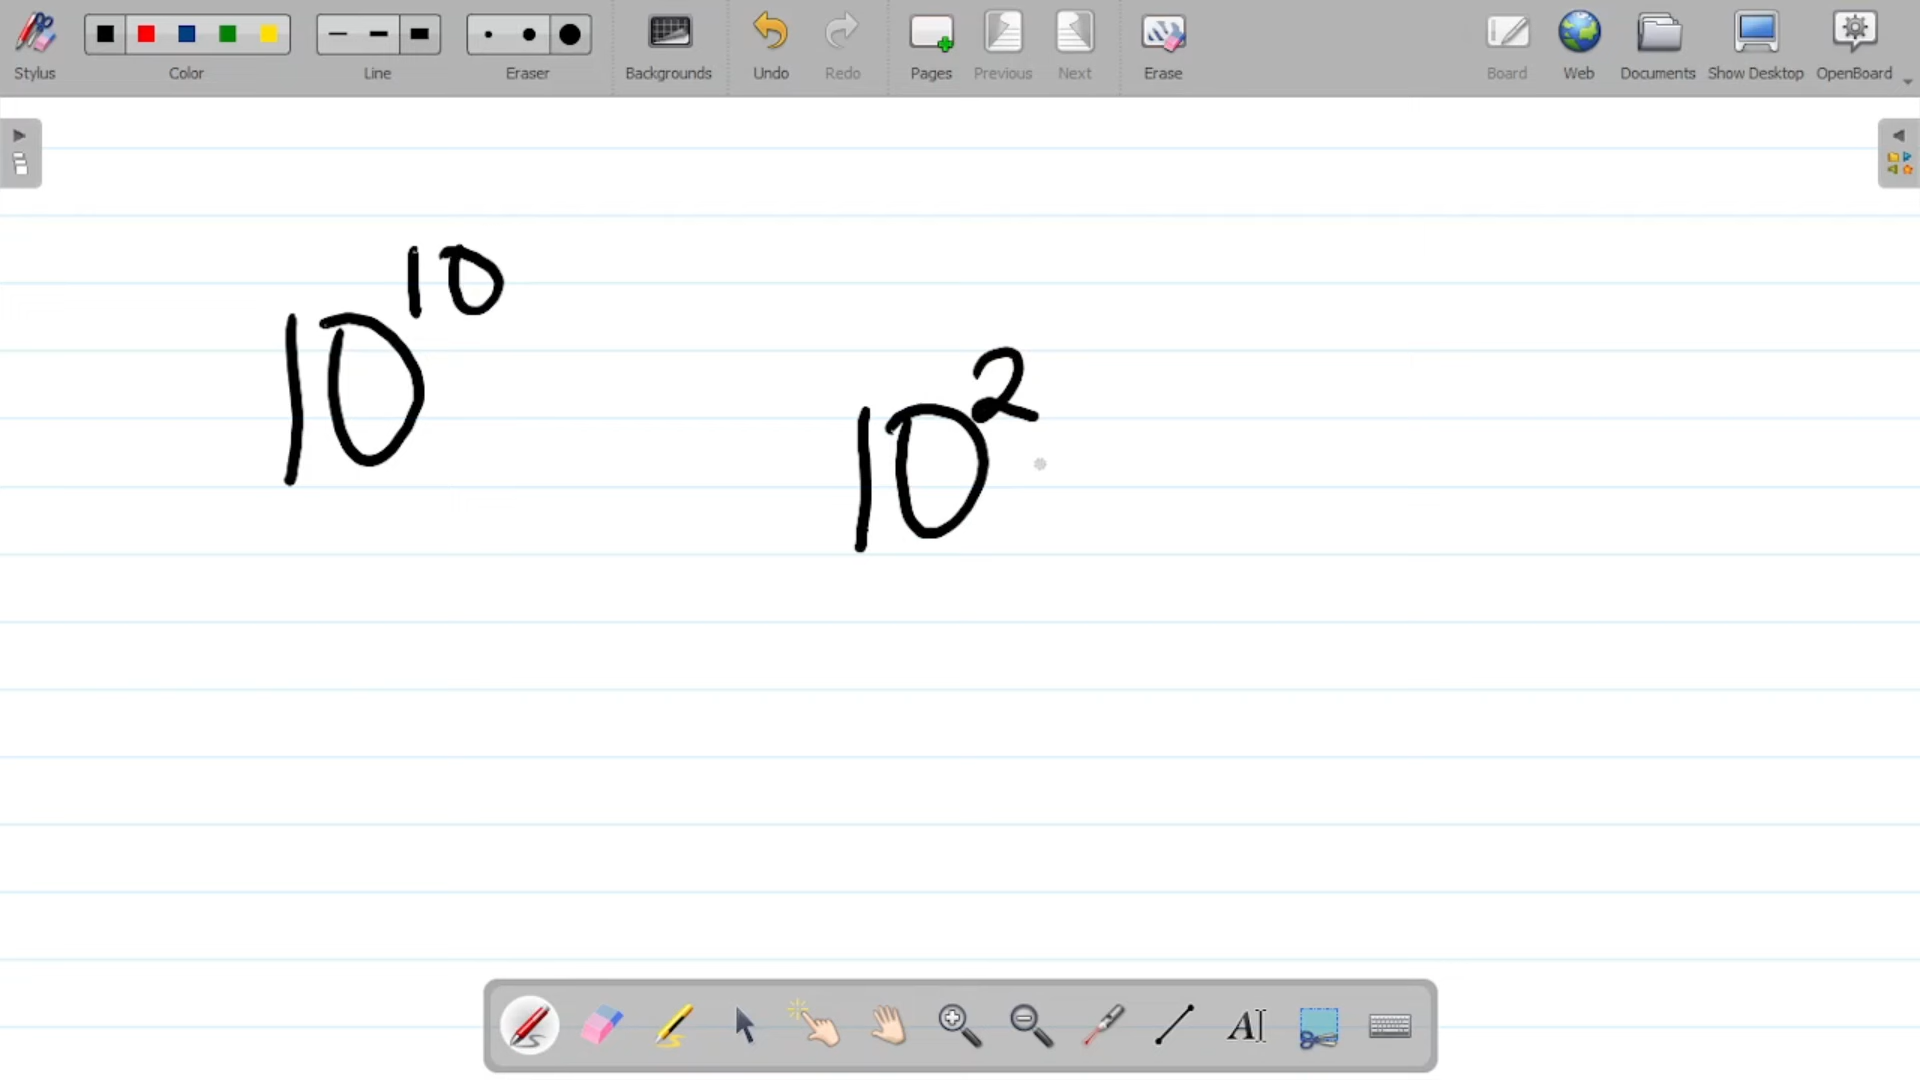 Stylus Color Line Eraser Backgrounds Undo Redo Pages Previous Next Erase Board Web Documents Show Desktop OpenBoard
10¹⁰
10²
AI